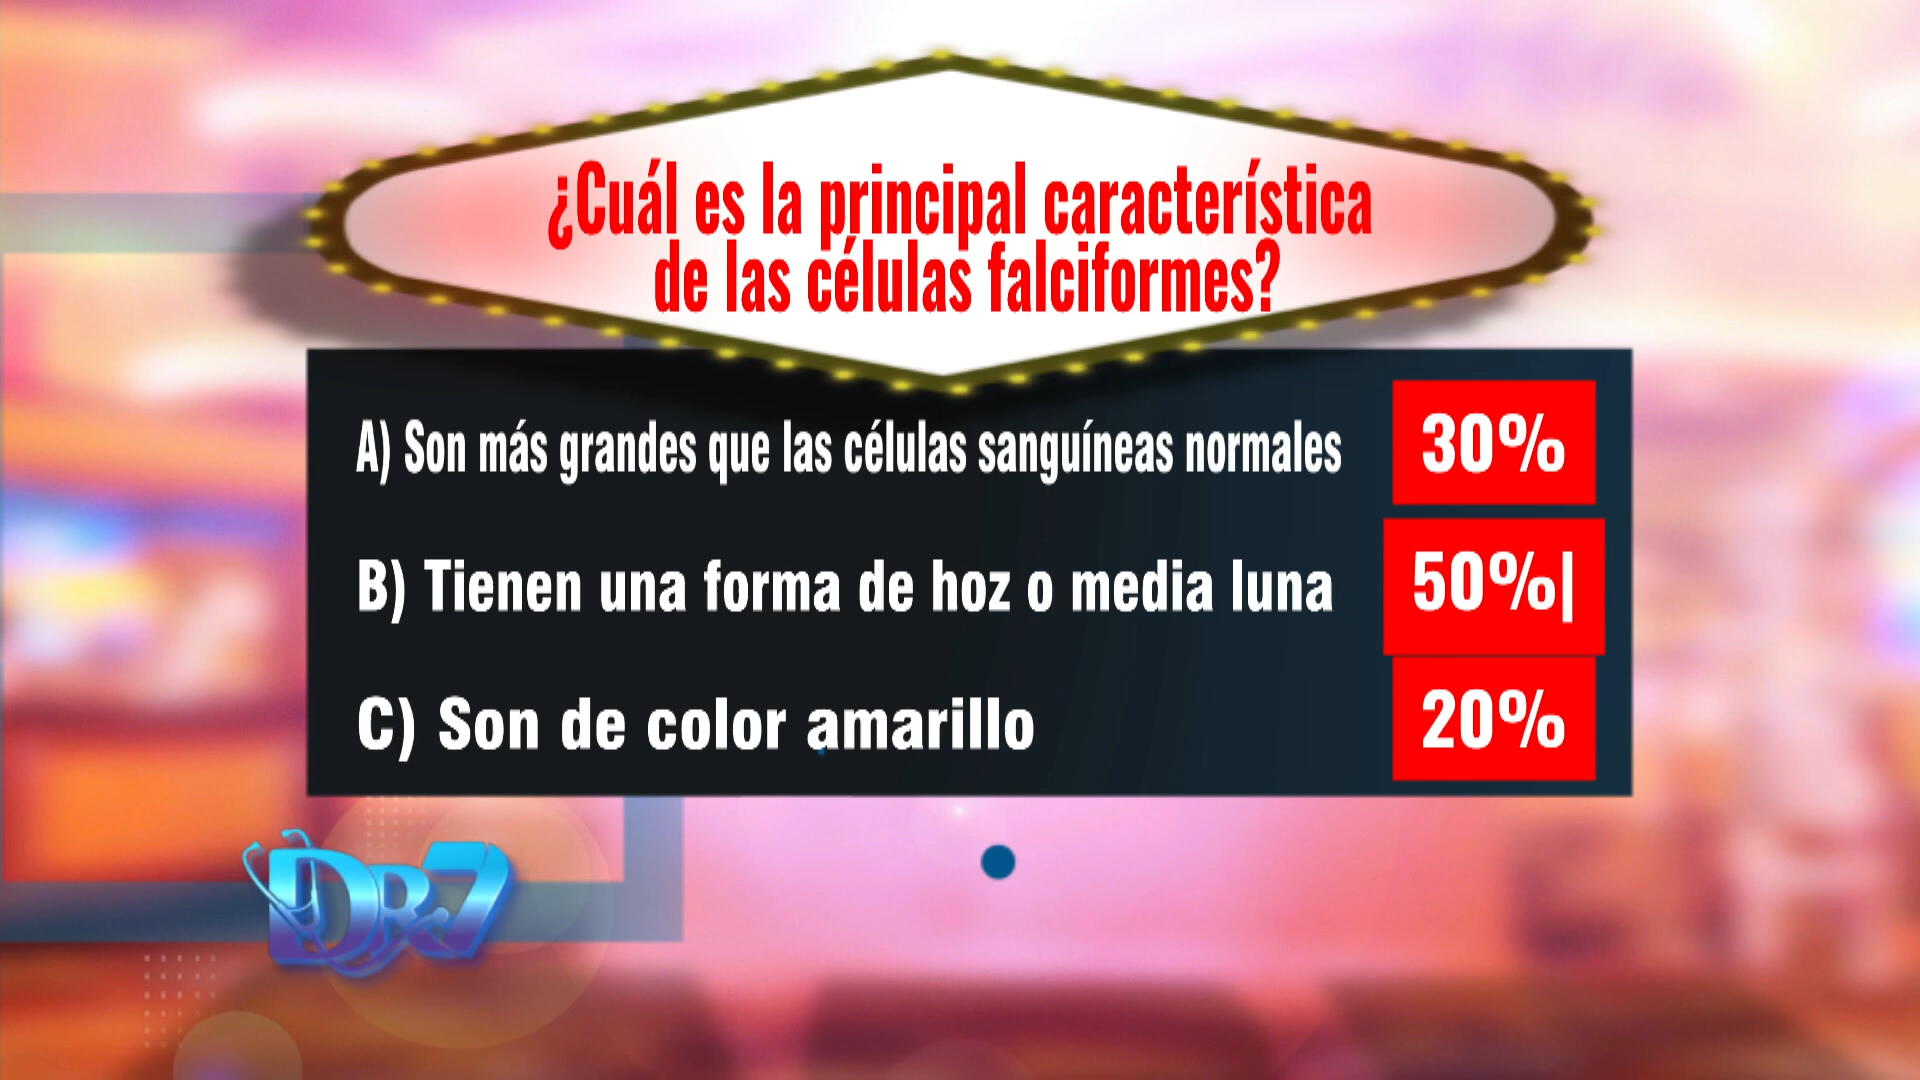 ¿Cuál es la principal característica
de las células falciformes?
A) Son más grandes que las células sanguíneas normales 30%
B) Tienen una forma de hoz o media luna 50%|
C) Son de color amarillo 20%
DR7